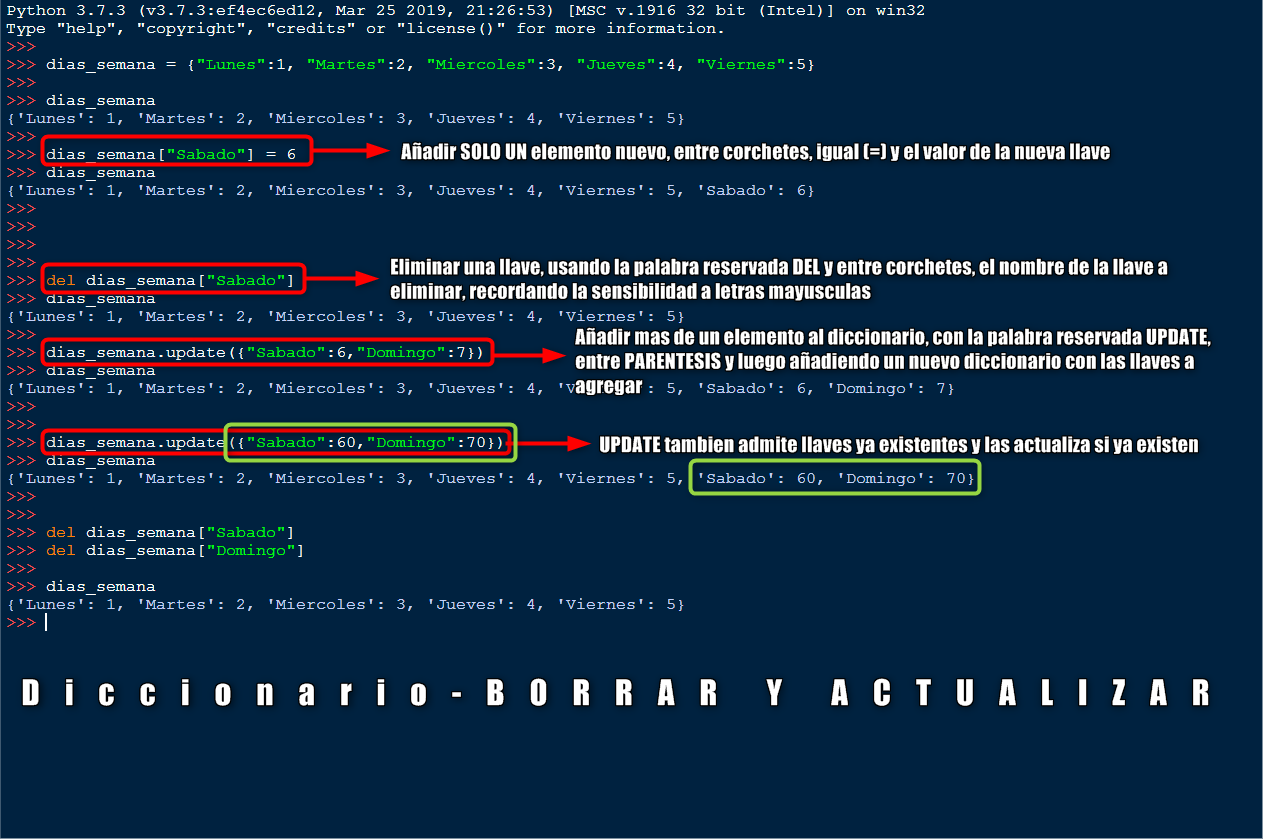 Python 3.7.3 (v3.7.3:ef4ec6ed12, Mar 25 2019, 21:26:53) [MSC v.1916 32 bit (Intel)] on win32
Type "help", "copyright", "credits" or "license()" for more information.
>>>
>>> dias_semana = {"Lunes":1, "Martes":2, "Miercoles":3, "Jueves":4, "Viernes":5}
>>>
>>> dias_semana
{'Lunes': 1, 'Martes': 2, 'Miercoles': 3, 'Jueves': 4, 'Viernes': 5}
>>>
>>> dias_semana["Sabado"] = 6
Añadir SOLO UN elemento nuevo, entre corchetes, igual (=) y el valor de la nueva llave
>>> dias_semana
{'Lunes': 1, 'Martes': 2, 'Miercoles': 3, 'Jueves': 4, 'Viernes': 5, 'Sabado': 6}
>>>
>>>
>>>
>>>
>>> del dias_semana["Sabado"]
Eliminar una llave, usando la palabra reservada DEL y entre corchetes, el nombre de la llave a
eliminar, recordando la sensibilidad a letras mayusculas
>>> dias_semana
{'Lunes': 1, 'Martes': 2, 'Miercoles': 3, 'Jueves': 4, 'Viernes': 5}
>>>
>>> dias_semana.update({"Sabado":6,"Domingo":7})
Añadir mas de un elemento al diccionario, con la palabra reservada UPDATE,
entre PARENTESIS y luego añadiendo un nuevo diccionario con las llaves a
agregar
>>> dias_semana
{'Lunes': 1, 'Martes': 2, 'Miercoles': 3, 'Jueves': 4, 'V : 5, 'Sabado': 6, 'Domingo': 7}
>>>
>>>
>>> dias_semana.update({"Sabado":60,"Domingo":70})
UPDATE tambien admite llaves ya existentes y las actualiza si ya existen
>>> dias_semana
{'Lunes': 1, 'Martes': 2, 'Miercoles': 3, 'Jueves': 4, 'Viernes': 5, 'Sabado': 60, 'Domingo': 70}
>>>
>>>
>>> del dias_semana["Sabado"]
>>> del dias_semana["Domingo"]
>>>
>>> dias_semana
{'Lunes': 1, 'Martes': 2, 'Miercoles': 3, 'Jueves': 4, 'Viernes': 5}
>>>
Diccionario-BORRAR Y ACTUALIZAR